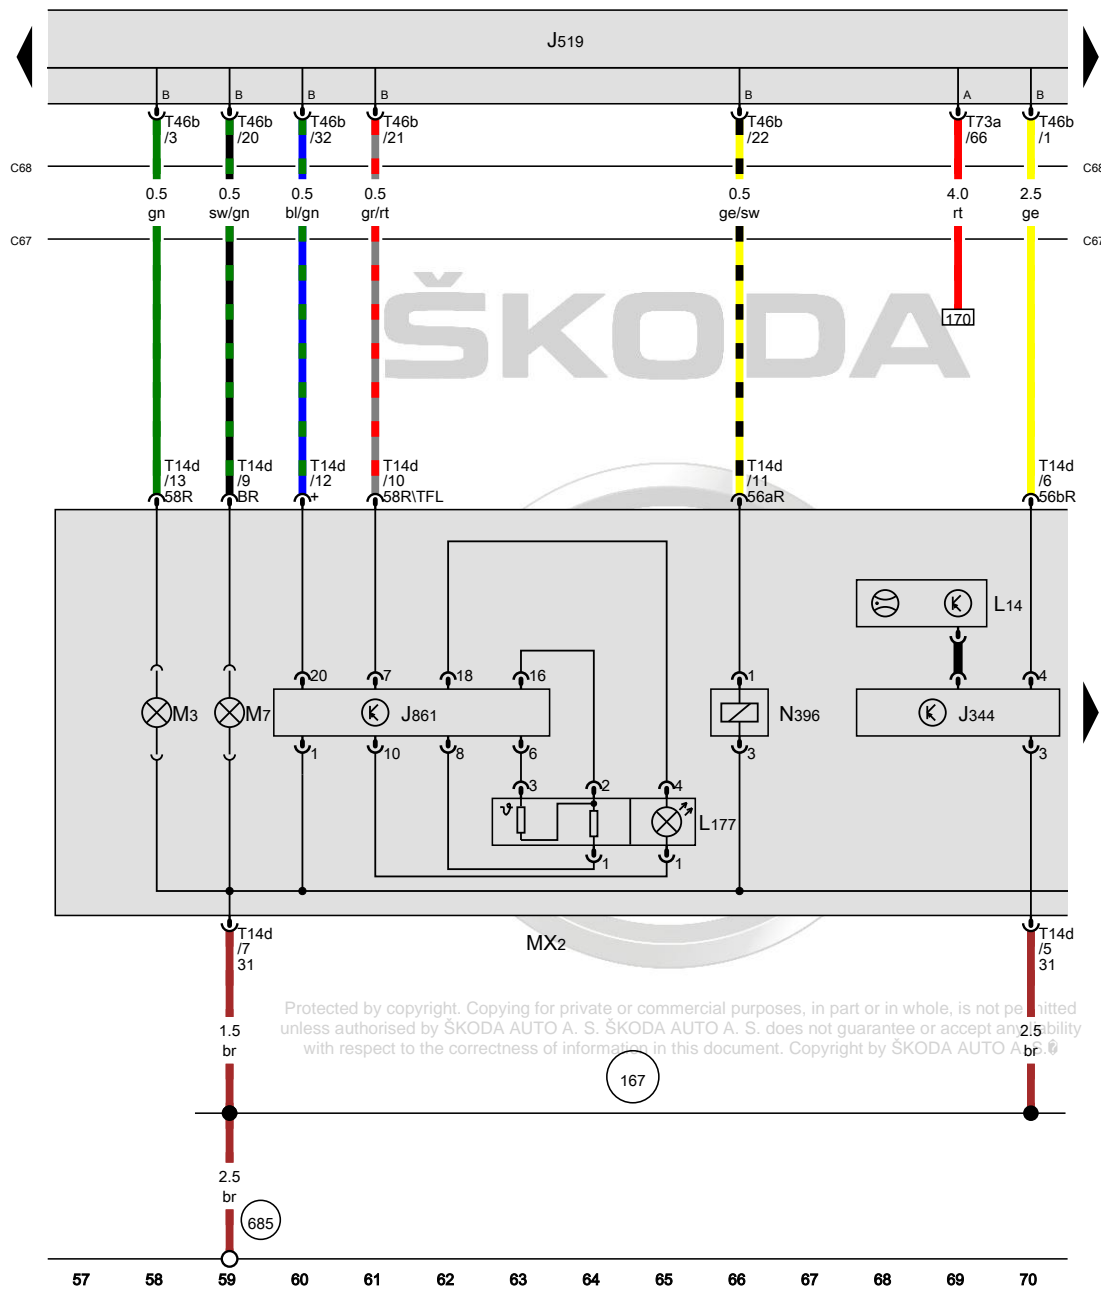 J519
B B B B B A B
T46b T46b T46b T46b T46b T73a T46b
/3 /20 /32 /21 /22 /66 /1
C68 C68
0.5 0.5 0.5 0.5 0.5 4.0 2.5
gn sw/gn bl/gn gr/rt ge/sw rt ge
C67 C67
ŠKODA
170
T14d T14d T14d T14d T14d T14d
/13 /9 /12 /10 /11 /6
58R BR + 58R\TFL 56aR 56bR
L14
20 7 18 16 1 4
M3 M7 J861 N396 J344
1 10 8 6 3 3
3 2 4
ϑ L177
1 1
T14d T14d
/7 MX2 /5
31 31
Protected by copyright. Copying for private or commercial purposes, in part or in whole, is not pe mitted
unless authorised by ŠKODA AUTO A. S. ŠKODA AUTO A. S. does not guarantee or accept any liability
1.5 2.5
with respect to the correctness of information in this document. Copyright by ŠKODA AUTO A. S.
br br
167
2.5
br
685
57 58 59 60 61 62 63 64 65 66 67 68 69 70